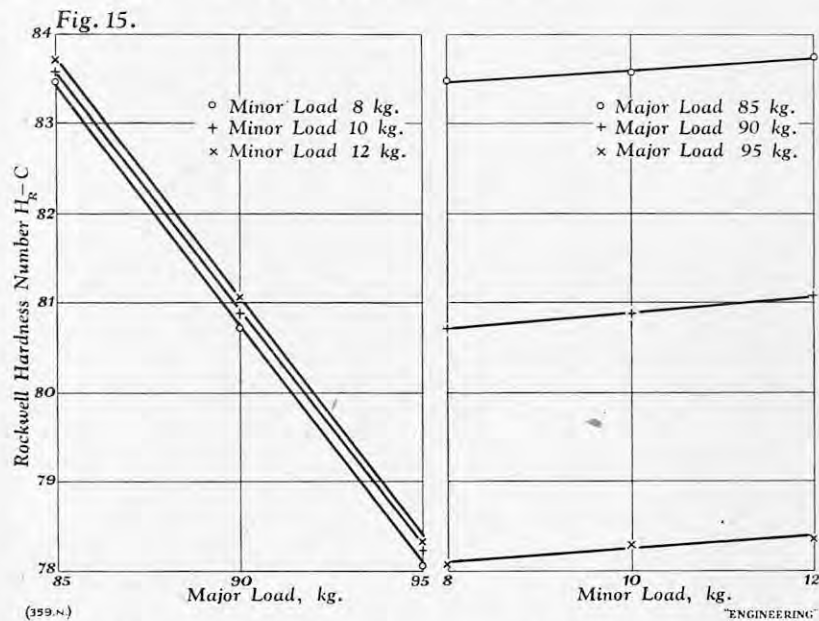 Fig. 15.
Rockwell Hardness Number H_R-C
84
83
82
81
80
79
78
○ Minor Load 8 kg.
+ Minor Load 10 kg.
× Minor Load 12 kg.
○ Major Load 85 kg.
+ Major Load 90 kg.
× Major Load 95 kg.
85 90 95 8 10 12
Major Load, kg. Minor Load, kg.
(359.N.) "ENGINEERING"